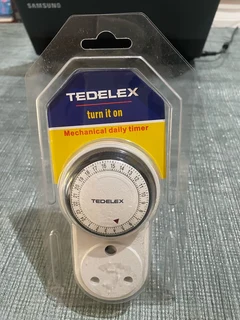 SAMSUNG
TEDELEX
turn it on
Mechanical daily timer
TEDELEX